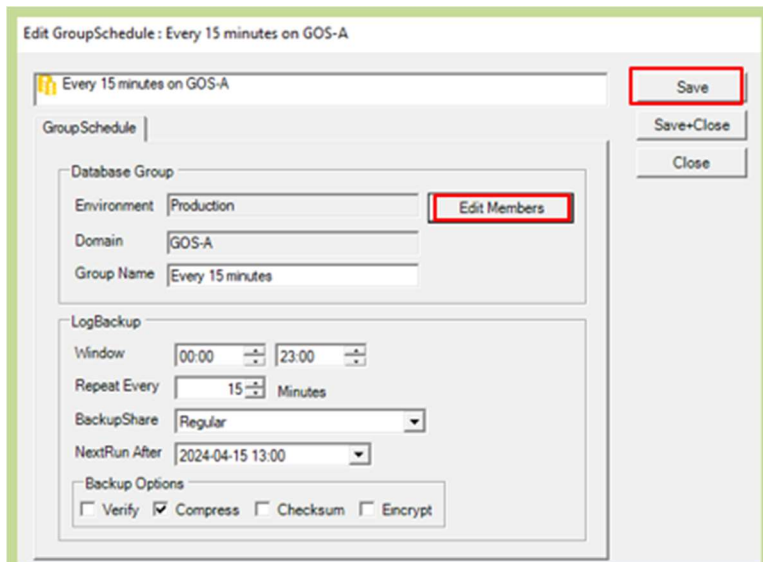 Edit GroupSchedule : Every 15 minutes on GOS-A
Every 15 minutes on GOS-A
Save
GroupSchedule
Save+Close
Close
Database Group
Environment Production Edit Members
Domain GOS-A
Group Name Every 15 minutes
LogBackup
Window 00:00 23:00
Repeat Every 15 Minutes
BackupShare Regular
NextRun After 2024-04-15 13:00
Backup Options
Verify Compress Checksum Encrypt